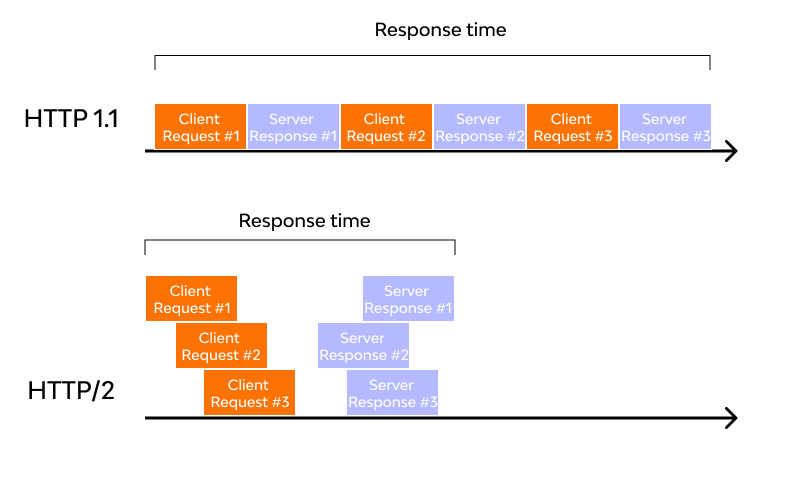 Response time
HTTP 1.1
Client
Request #1
Server
Response #1
Client
Request #2
Server
Response #2
Client
Request #3
Server
Response #3
Response time
Client
Request #1
Server
Response #1
Client
Request #2
Server
Response #2
HTTP/2
Client
Request #3
Server
Response #3